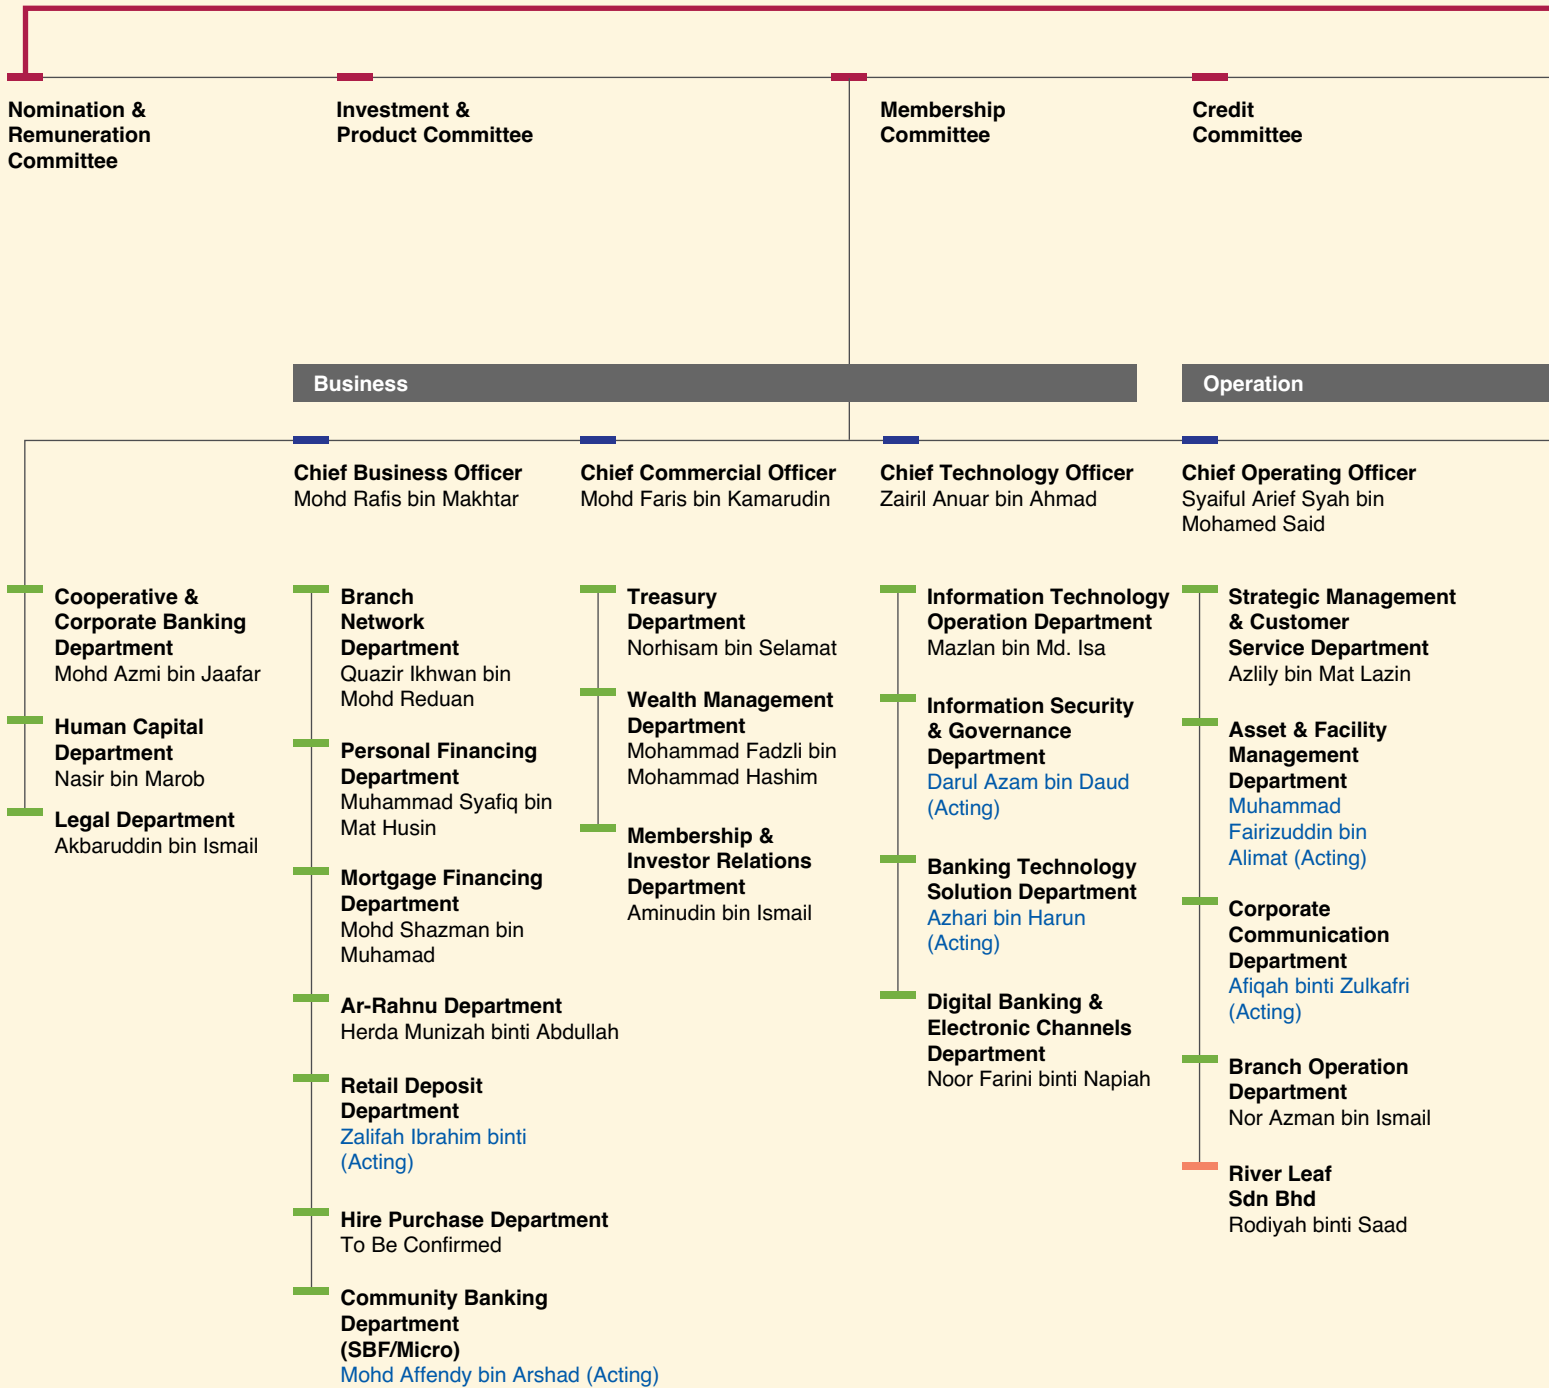 Nomination &
Remuneration
Committee
Investment &
Product Committee
Membership
Committee
Credit
Committee
Business
Operation
Chief Business Officer
Mohd Rafis bin Makhtar
Chief Commercial Officer
Mohd Faris bin Kamarudin
Chief Technology Officer
Zairil Anuar bin Ahmad
Chief Operating Officer
Syaiful Arief Syah bin
Mohamed Said
Cooperative &
Corporate Banking
Department
Mohd Azmi bin Jaafar
Human Capital
Department
Nasir bin Marob
Legal Department
Akbaruddin bin Ismail
Branch
Network
Department
Quazir Ikhwan bin
Mohd Reduan
Personal Financing
Department
Muhammad Syafiq bin
Mat Husin
Mortgage Financing
Department
Mohd Shazman bin
Muhamad
Ar-Rahnu Department
Herda Munizah binti Abdullah
Retail Deposit
Department
Zalifah Ibrahim binti
(Acting)
Hire Purchase Department
To Be Confirmed
Community Banking
Department
(SBF/Micro)
Mohd Affendy bin Arshad (Acting)
Treasury
Department
Norhisam bin Selamat
Wealth Management
Department
Mohammad Fadzli bin
Mohammad Hashim
Membership &
Investor Relations
Department
Aminudin bin Ismail
Information Technology
Operation Department
Mazlan bin Md. Isa
Information Security
& Governance
Department
Darul Azam bin Daud
(Acting)
Banking Technology
Solution Department
Azhari bin Harun
(Acting)
Digital Banking &
Electronic Channels
Department
Noor Farini binti Napiah
Strategic Management
& Customer
Service Department
Azlily bin Mat Lazin
Asset & Facility
Management
Department
Muhammad
Fairizuddin bin
Alimat (Acting)
Corporate
Communication
Department
Afiqah binti Zulkafri
(Acting)
Branch Operation
Department
Nor Azman bin Ismail
River Leaf
Sdn Bhd
Rodiyah binti Saad